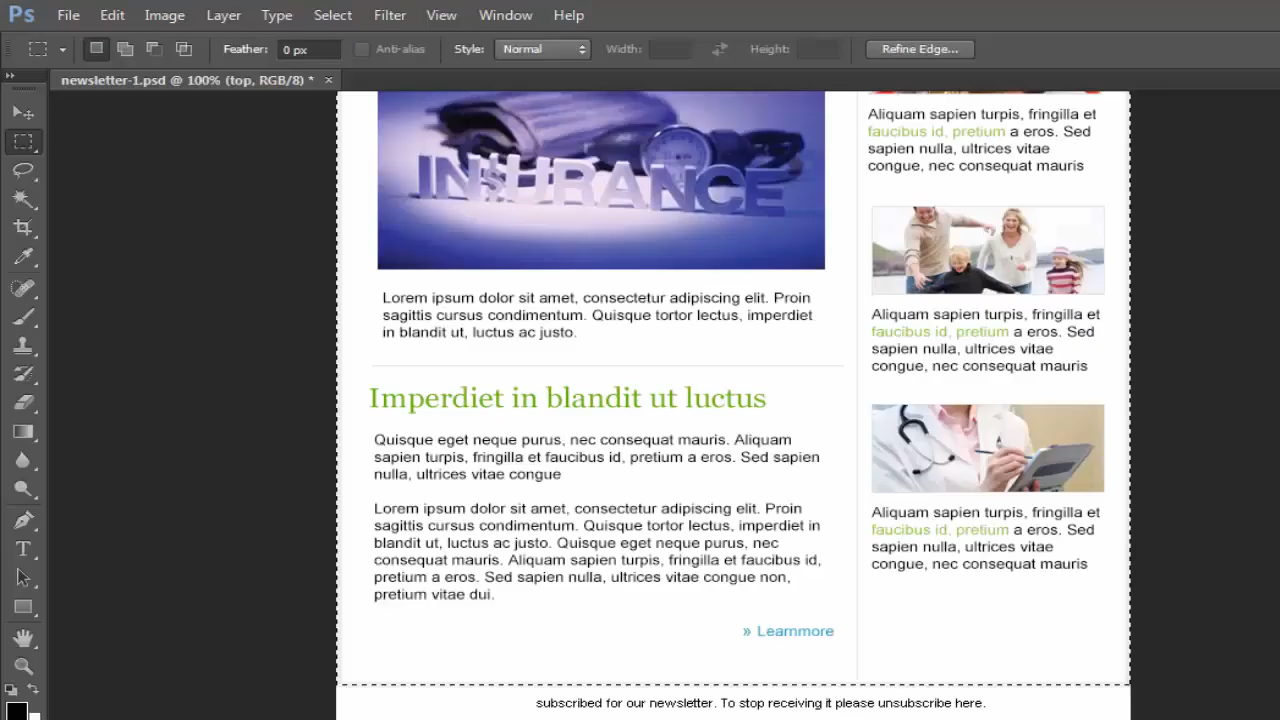 Ps File Edit Image Layer Type Select Filter View Window Help
Feather: 0 px Anti-alias Style: Normal Width: Height: Refine Edge...
newsletter-1.psd @ 100% (top, RGB/8) * ×
INSURANCE
Lorem ipsum dolor sit amet, consectetur adipiscing elit. Proin
sagittis cursus condimentum. Quisque tortor lectus, imperdiet
in blandit ut, luctus ac justo.
Imperdiet in blandit ut luctus
Quisque eget neque purus, nec consequat mauris. Aliquam
sapien turpis, fringilla et faucibus id, pretium a eros. Sed sapien
nulla, ultrices vitae congue
Lorem ipsum dolor sit amet, consectetur adipiscing elit. Proin
sagittis cursus condimentum. Quisque tortor lectus, imperdiet in
blandit ut, luctus ac justo. Quisque eget neque purus, nec
consequat mauris. Aliquam sapien turpis, fringilla et faucibus id,
pretium a eros. Sed sapien nulla, ultrices vitae congue non,
pretium vitae dui.
» Learnmore
Aliquam sapien turpis, fringilla et
faucibus id, pretium a eros. Sed
sapien nulla, ultrices vitae
congue, nec consequat mauris
Aliquam sapien turpis, fringilla et
faucibus id, pretium a eros. Sed
sapien nulla, ultrices vitae
congue, nec consequat mauris
Aliquam sapien turpis, fringilla et
faucibus id, pretium a eros. Sed
sapien nulla, ultrices vitae
congue, nec consequat mauris
subscribed for our newsletter. To stop receiving it please unsubscribe here.